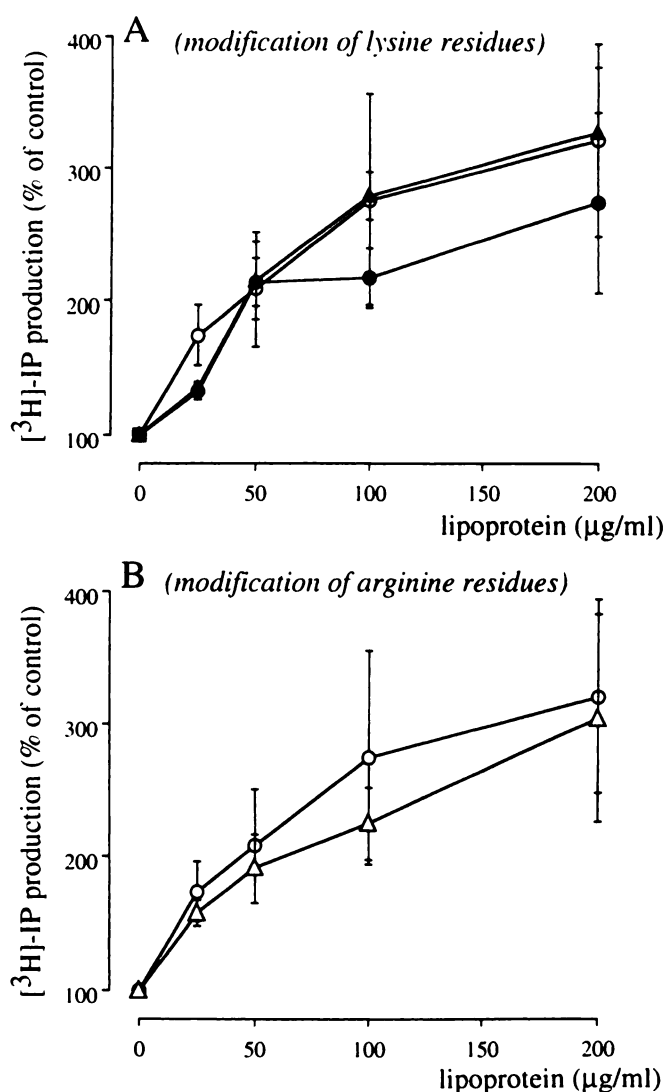 A (modification of lysine residues)
400
300
200
100
[³H]-IP production (% of control)
0 50 100 150 200
lipoprotein (μg/ml)
B (modification of arginine residues)
400
300
200
100
[³H]-IP production (% of control)
0 50 100 150 200
lipoprotein (μg/ml)